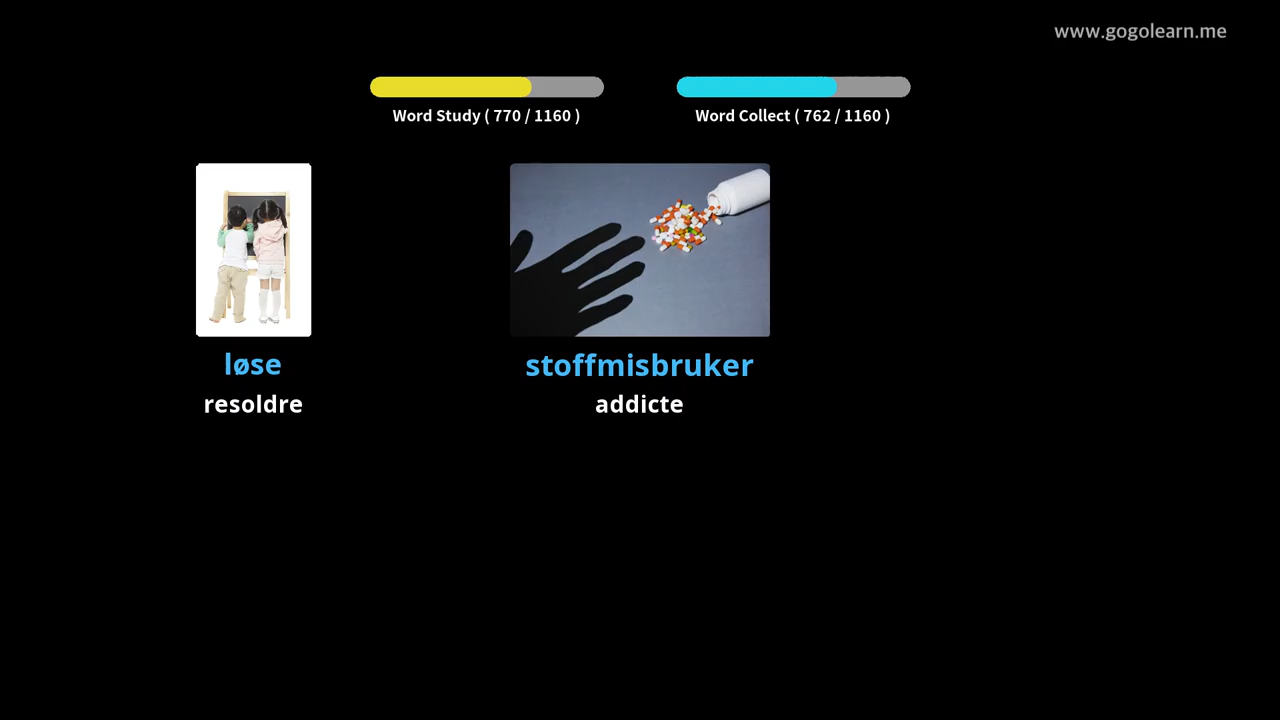 www.gogolearn.me
Word Study ( 770 / 1160 )
Word Collect ( 762 / 1160 )
løse
stoffmisbruker
resoldre
addicte